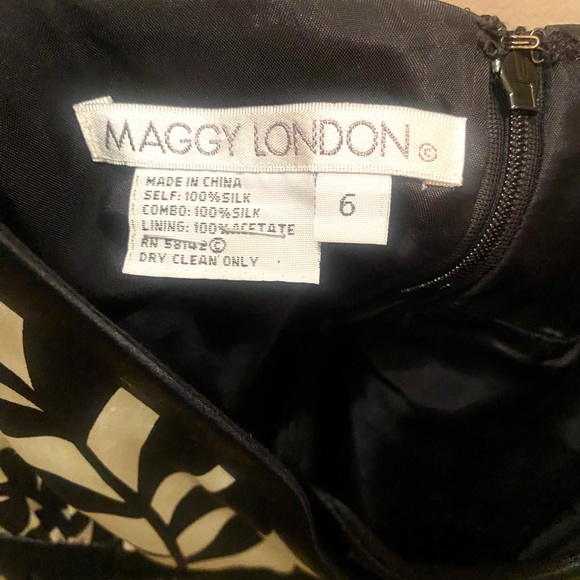 MAGGY LONDON ©
MADE IN CHINA
SELF: 100%SILK
COMBO: 100%SILK
LINING: 100%ACETATE
RN 58142 ©
DRY CLEAN ONLY
6